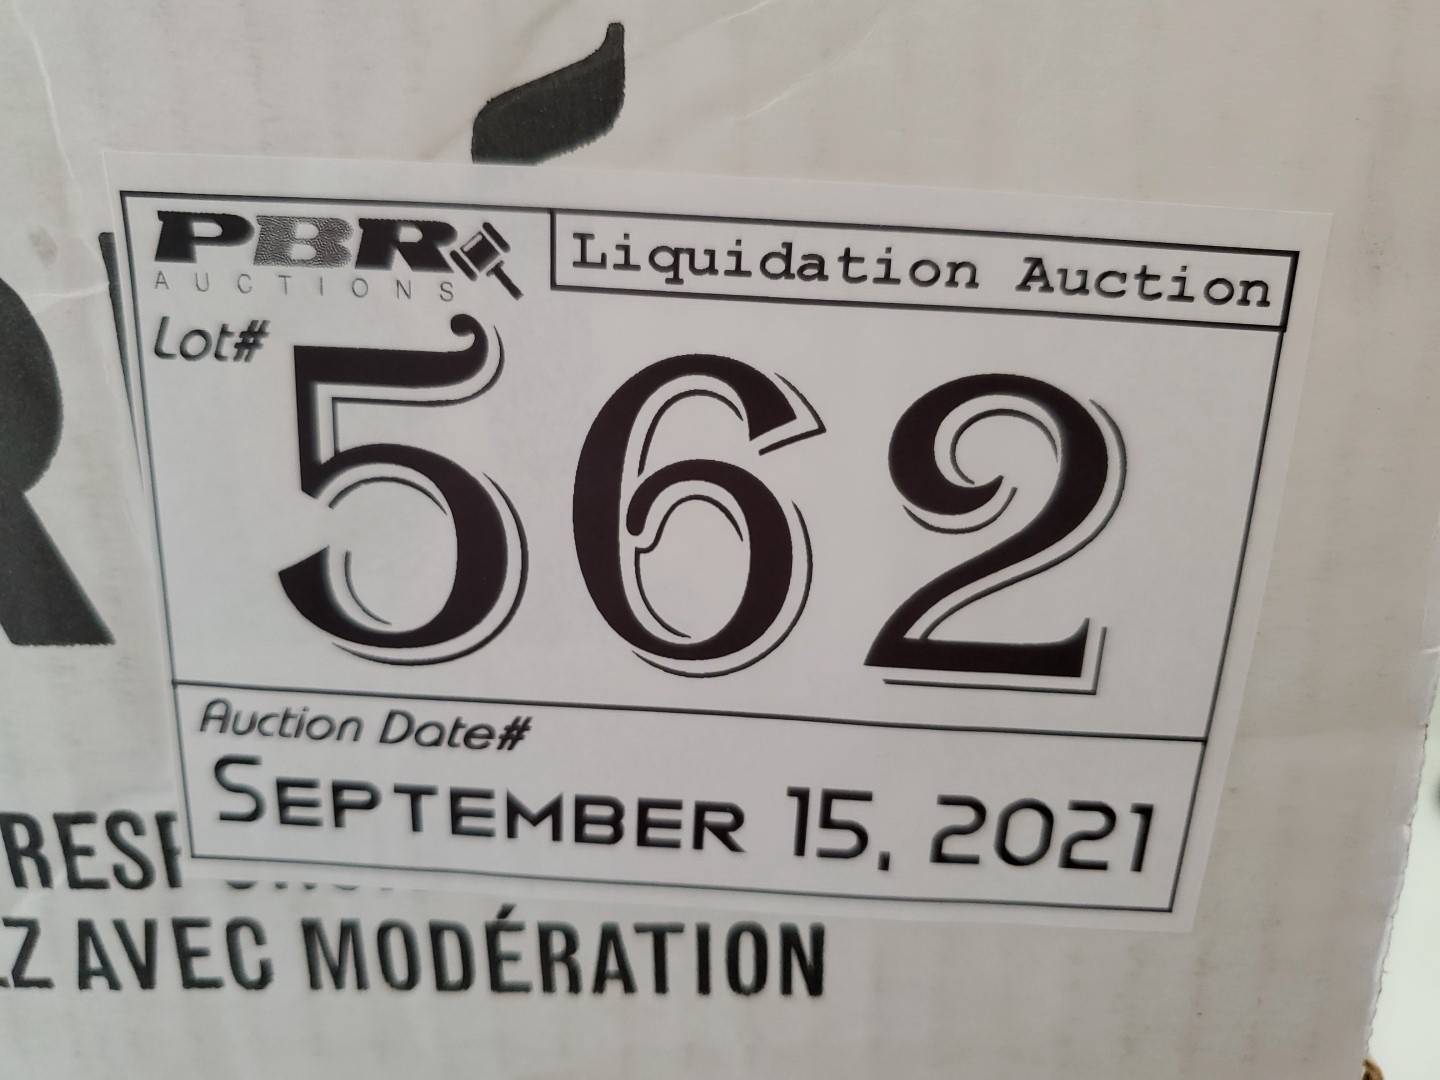 PBR
AUCTIONS
Liquidation Auction
Lot#
562
Auction Date#
SEPTEMBER 15, 2021
AVEC MODÉRATION